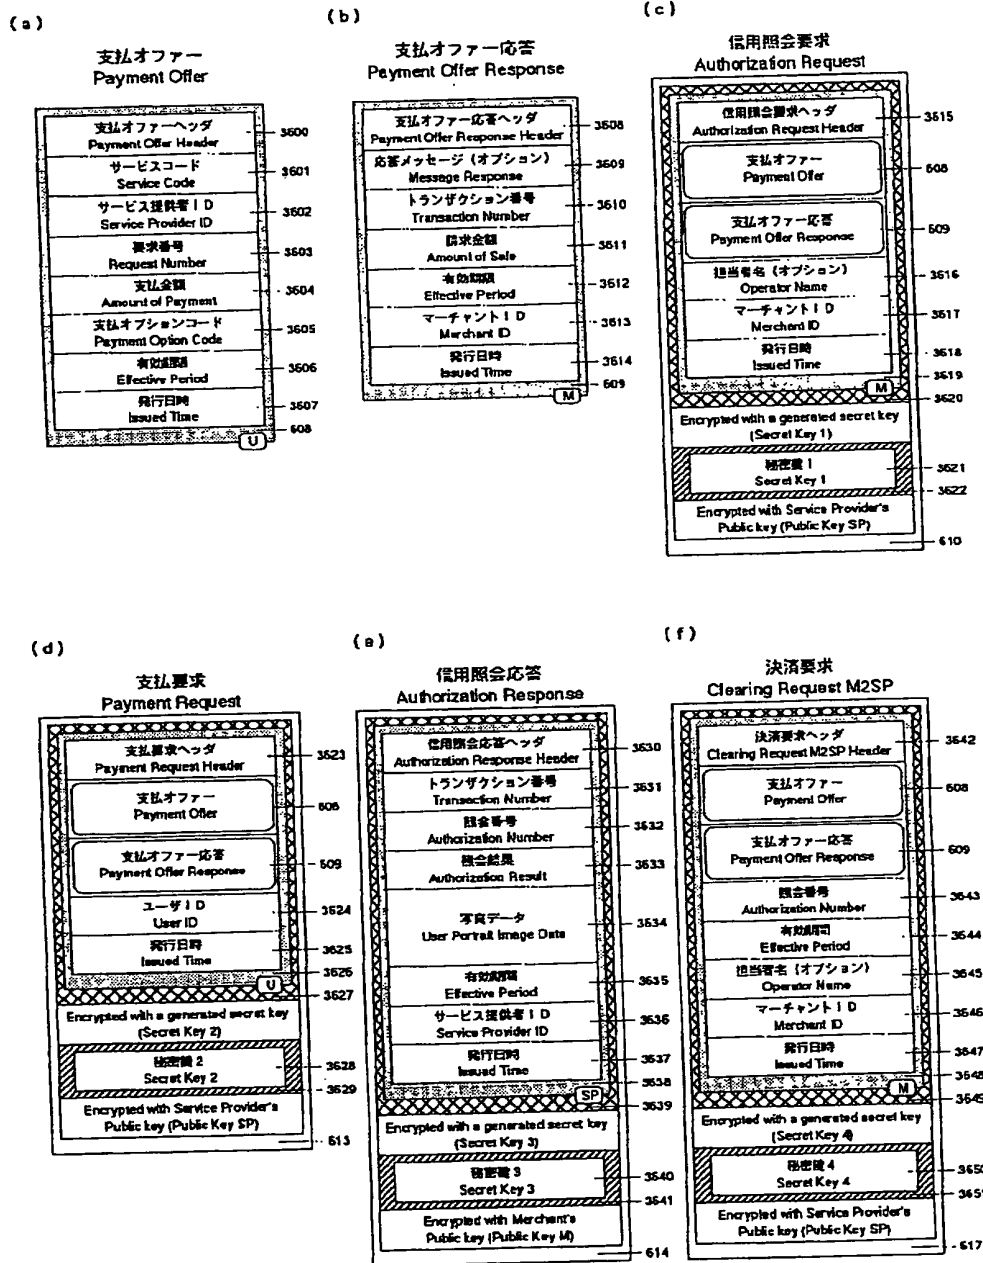 (a)
支払オファー
Payment Offer
支払オファーヘッダ
Payment Offer Header
3600
サービスコード
Service Code
3601
サービス提供者ID
Service Provider ID
3602
要求番号
Request Number
3603
支払金額
Amount of Payment
3604
支払オプションコード
Payment Option Code
3605
有効期限
Effective Period
3606
発行日時
Issued Time
3607
608
U
(b)
支払オファー応答
Payment Offer Response
支払オファー応答ヘッダ
Payment Offer Response Header
3608
応答メッセージ(オプション)
Message Response
3609
トランザクション番号
Transaction Number
3610
請求金額
Amount of Sale
3611
有効期限
Effective Period
3612
マーチャントID
Merchant ID
3613
発行日時
Issued Time
3614
609
M
(c)
信用照会要求
Authorization Request
信用照会要求ヘッダ
Authorization Request Header
3615
支払オファー
Payment Offer
608
支払オファー応答
Payment Offer Response
609
担当者名(オプション)
Operator Name
3616
マーチャントID
Merchant ID
3617
発行日時
Issued Time
3618
3619
M
3620
Encrypted with a generated secret key
(Secret Key 1)
秘密鍵1
Secret Key 1
3621
3622
Encrypted with Service Provider's
Public key (Public Key SP)
610
(d)
支払要求
Payment Request
支払要求ヘッダ
Payment Request Header
3623
支払オファー
Payment Offer
608
支払オファー応答
Payment Offer Response
609
ユーザID
User ID
3624
発行日時
Issued Time
3625
3626
U
3627
Encrypted with a generated secret key
(Secret Key 2)
秘密鍵2
Secret Key 2
3628
3629
Encrypted with Service Provider's
Public key (Public Key SP)
613
(e)
信用照会応答
Authorization Response
信用照会応答ヘッダ
Authorization Response Header
3630
トランザクション番号
Transaction Number
3631
照会番号
Authorization Number
3632
照会結果
Authorization Result
3633
写真データ
User Portrait Image Data
3634
有効期限
Effective Period
3635
サービス提供者ID
Service Provider ID
3636
発行日時
Issued Time
3637
3638
SP
3639
Encrypted with a generated secret key
(Secret Key 3)
秘密鍵3
Secret Key 3
3640
3641
Encrypted with Merchant's
Public key (Public Key M)
614
(f)
決済要求
Clearing Request M2SP
決済要求ヘッダ
Clearing Request M2SP Header
3642
支払オファー
Payment Offer
608
支払オファー応答
Payment Offer Response
609
照会番号
Authorization Number
3643
有効期間
Effective Period
3644
担当者名(オプション)
Operator Name
3645
マーチャントID
Merchant ID
3646
発行日時
Issued Time
3647
3648
M
3649
Encrypted with a generated secret key
(Secret Key 4)
秘密鍵4
Secret Key 4
3650
3651
Encrypted with Service Provider's
Public key (Public Key SP)
617